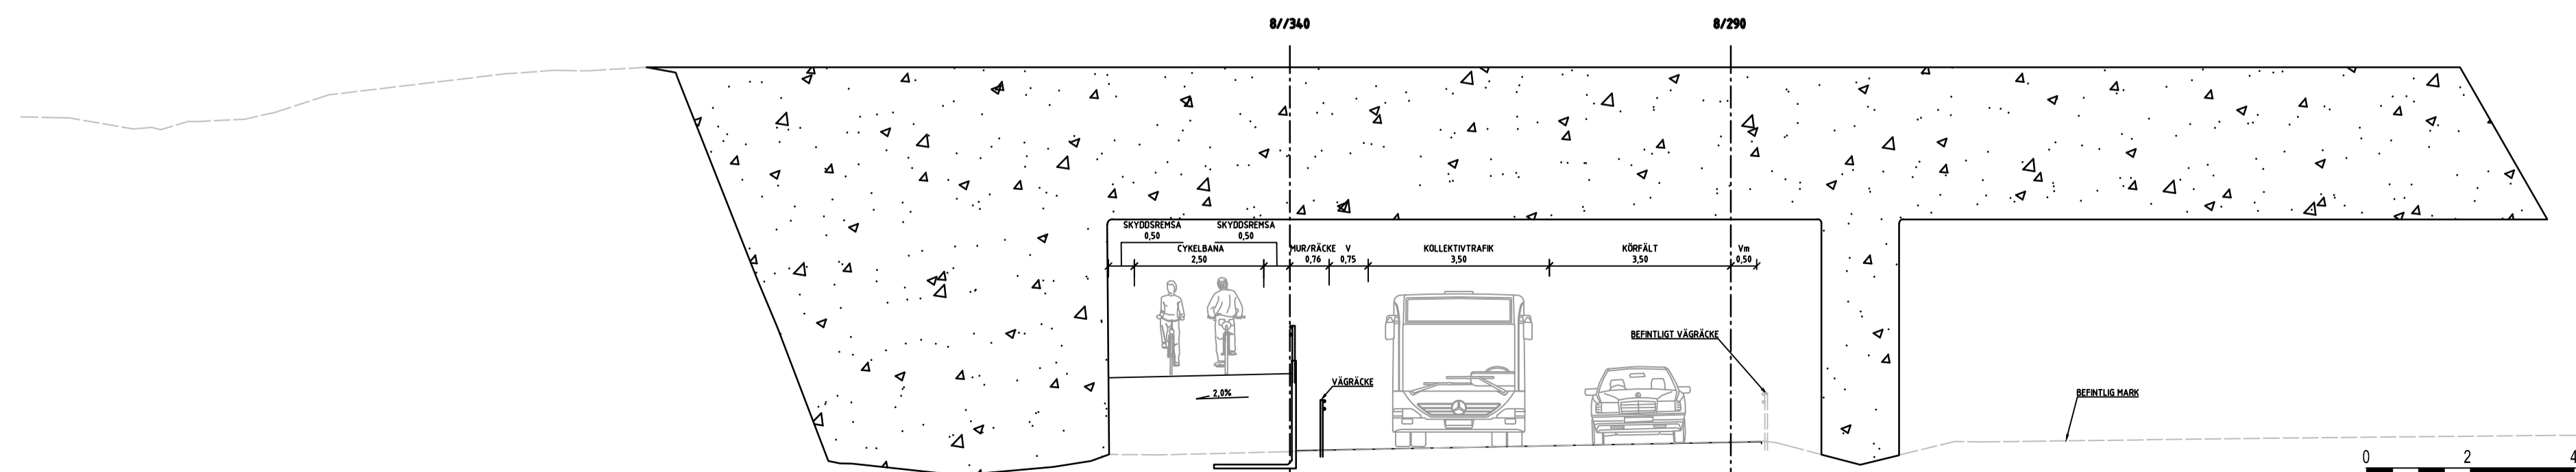 8//340 8/290
SKYDDSREMSA SKYDDSREMSA
0,50 0,50
CYKELBANA MUR/RÄCKE V KOLLEKTIVTRAFIK KÖRFÄLT Vm
2,50 0,76 0,75 3,50 3,50 0,50
BEFINTLIGT VÄGRÄCKE
VÄGRÄCKE
2,0% BEFINTLIG MARK
0 2 4